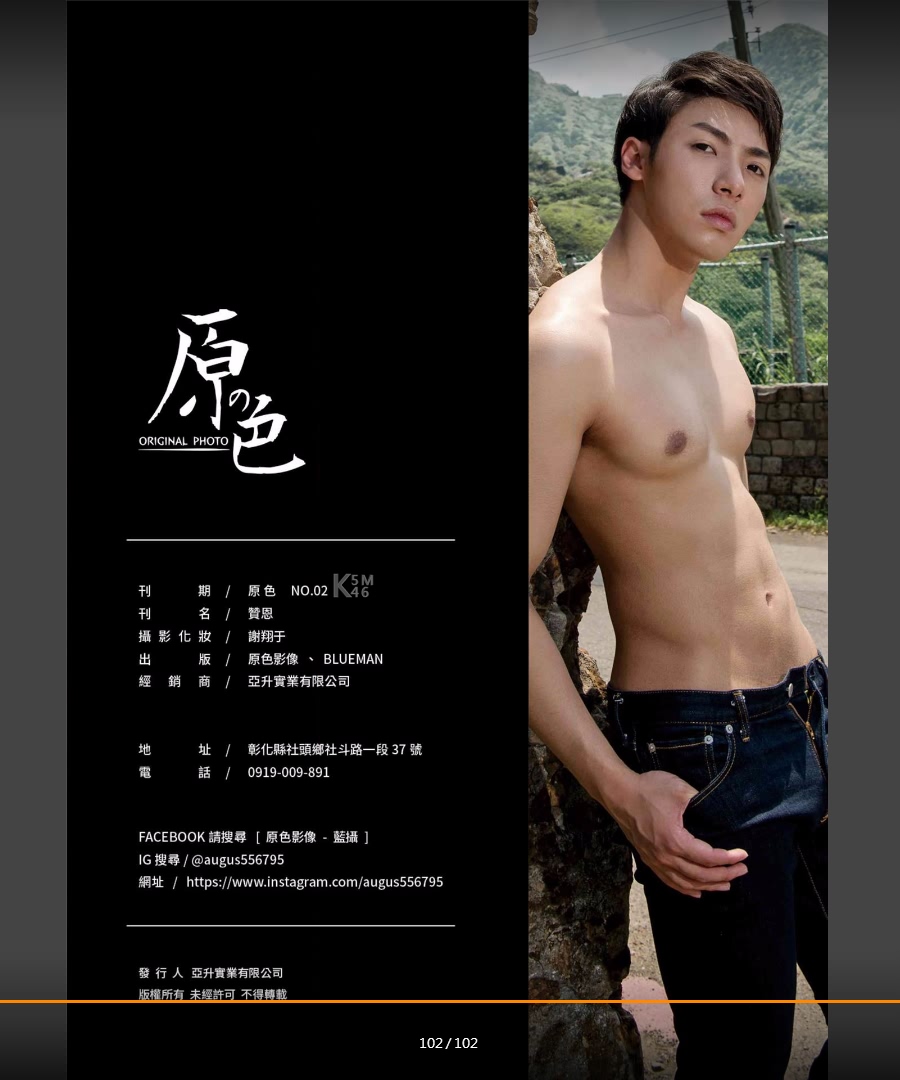 原の色
ORIGINAL PHOTO
刊期 / 原色 NO.02 K5M46
刊名 / 贊恩
攝影化妝 / 謝翔于
出版 / 原色影像 、 BLUEMAN
經銷商 / 亞升實業有限公司
地址 / 彰化縣社頭鄉社斗路一段 37 號
電話 / 0919-009-891
FACEBOOK 請搜尋 [ 原色影像 - 藍攝 ]
IG 搜尋 / @augus556795
網址 / https://www.instagram.com/augus556795
發行人 亞升實業有限公司
版權所有 未經許可 不得轉載
102/102